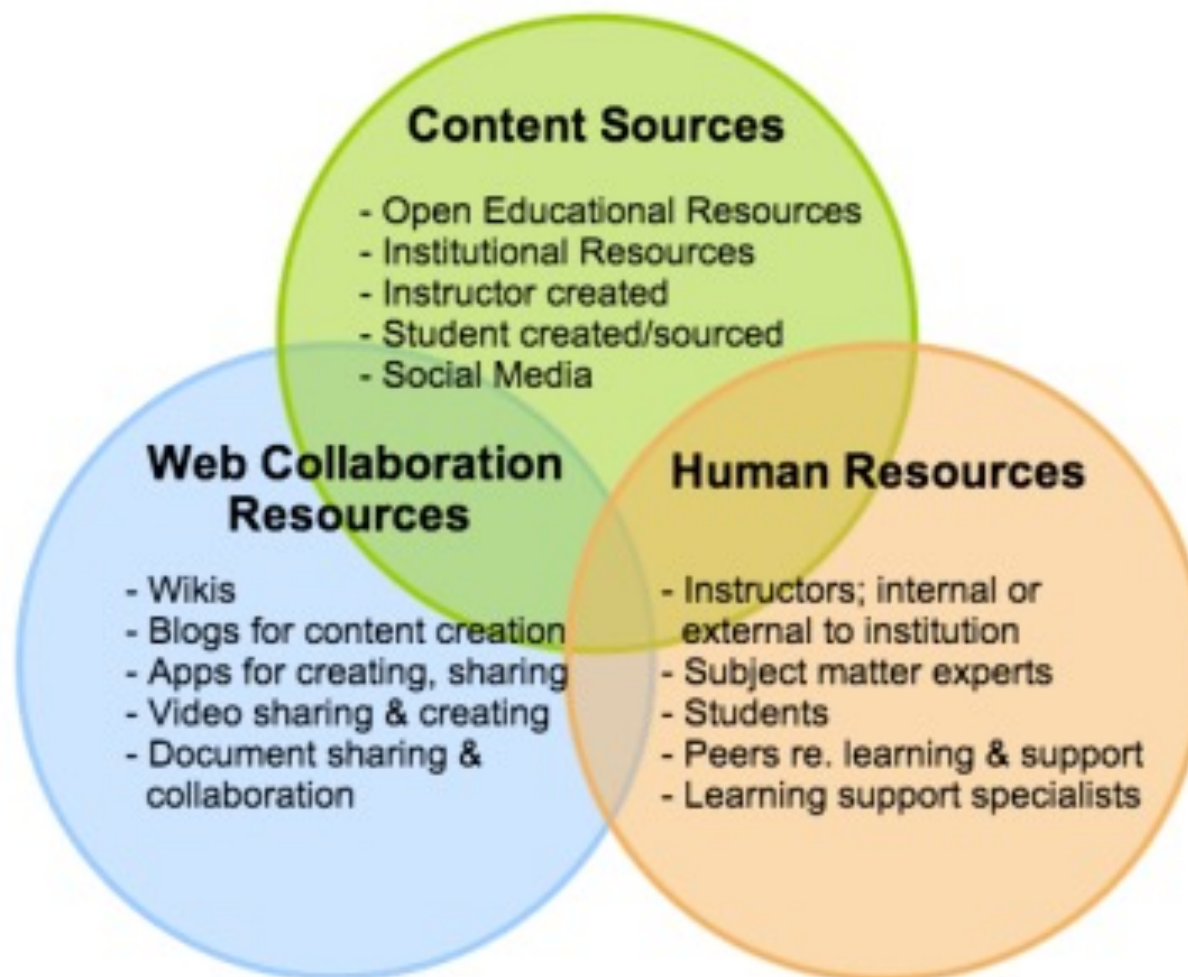 Content Sources
- Open Educational Resources
- Institutional Resources
- Instructor created
- Student created/sourced
- Social Media
Web Collaboration
Resources
- Wikis
- Blogs for content creation
- Apps for creating, sharing
- Video sharing & creating
- Document sharing &
collaboration
Human Resources
- Instructors; internal or
external to institution
- Subject matter experts
- Students
- Peers re. learning & support
- Learning support specialists